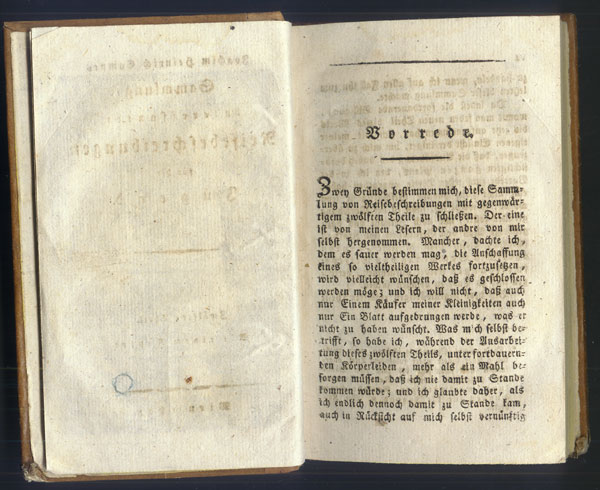 Vorrede.
Zwey Gründe bestimmen mich, diese Samm-
lung von Reisebeschreibungen mit gegenwär-
tigem zwölften Theile zu schließen. Der eine
ist von meinen Lesern, der andre von mir
selbst hergenommen. Mancher, dachte ich,
dem es sauer werden mag, die Anschaffung
eines so vieltheiligen Werkes fortzusetzen,
wird vielleicht wünschen, daß es geschlossen
werden möge; und ich will nicht, daß auch
nur Einem Käufer meiner Kleinigkeiten auch
nur Ein Blatt aufgedrungen werde, was er
nicht zu haben wünscht. Was mich selbst be-
trifft, so habe ich, während der Ausarbei-
tung dieses zwölften Theils, unter fortdauern-
den Körperleiden, mehr als ein Mahl be-
sorgen müssen, daß ich nie damit zu Stande
kommen würde; und ich glaubte daher, als
ich endlich dennoch damit zu Stande kam,
auch in Rücksicht auf mich selbst vernünftig